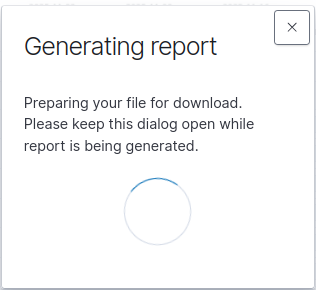 Generating report
Preparing your file for download.
Please keep this dialog open while
report is being generated.